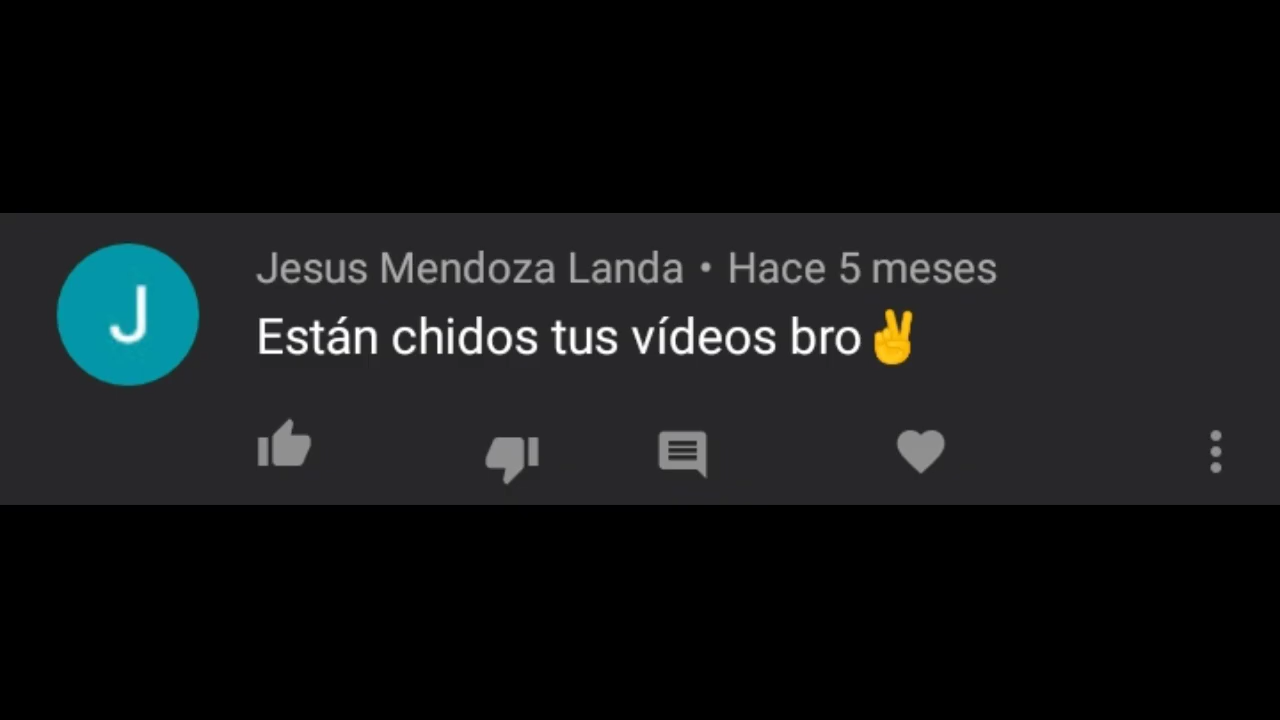 J
Jesus Mendoza Landa • Hace 5 meses
Están chidos tus vídeos bro✌